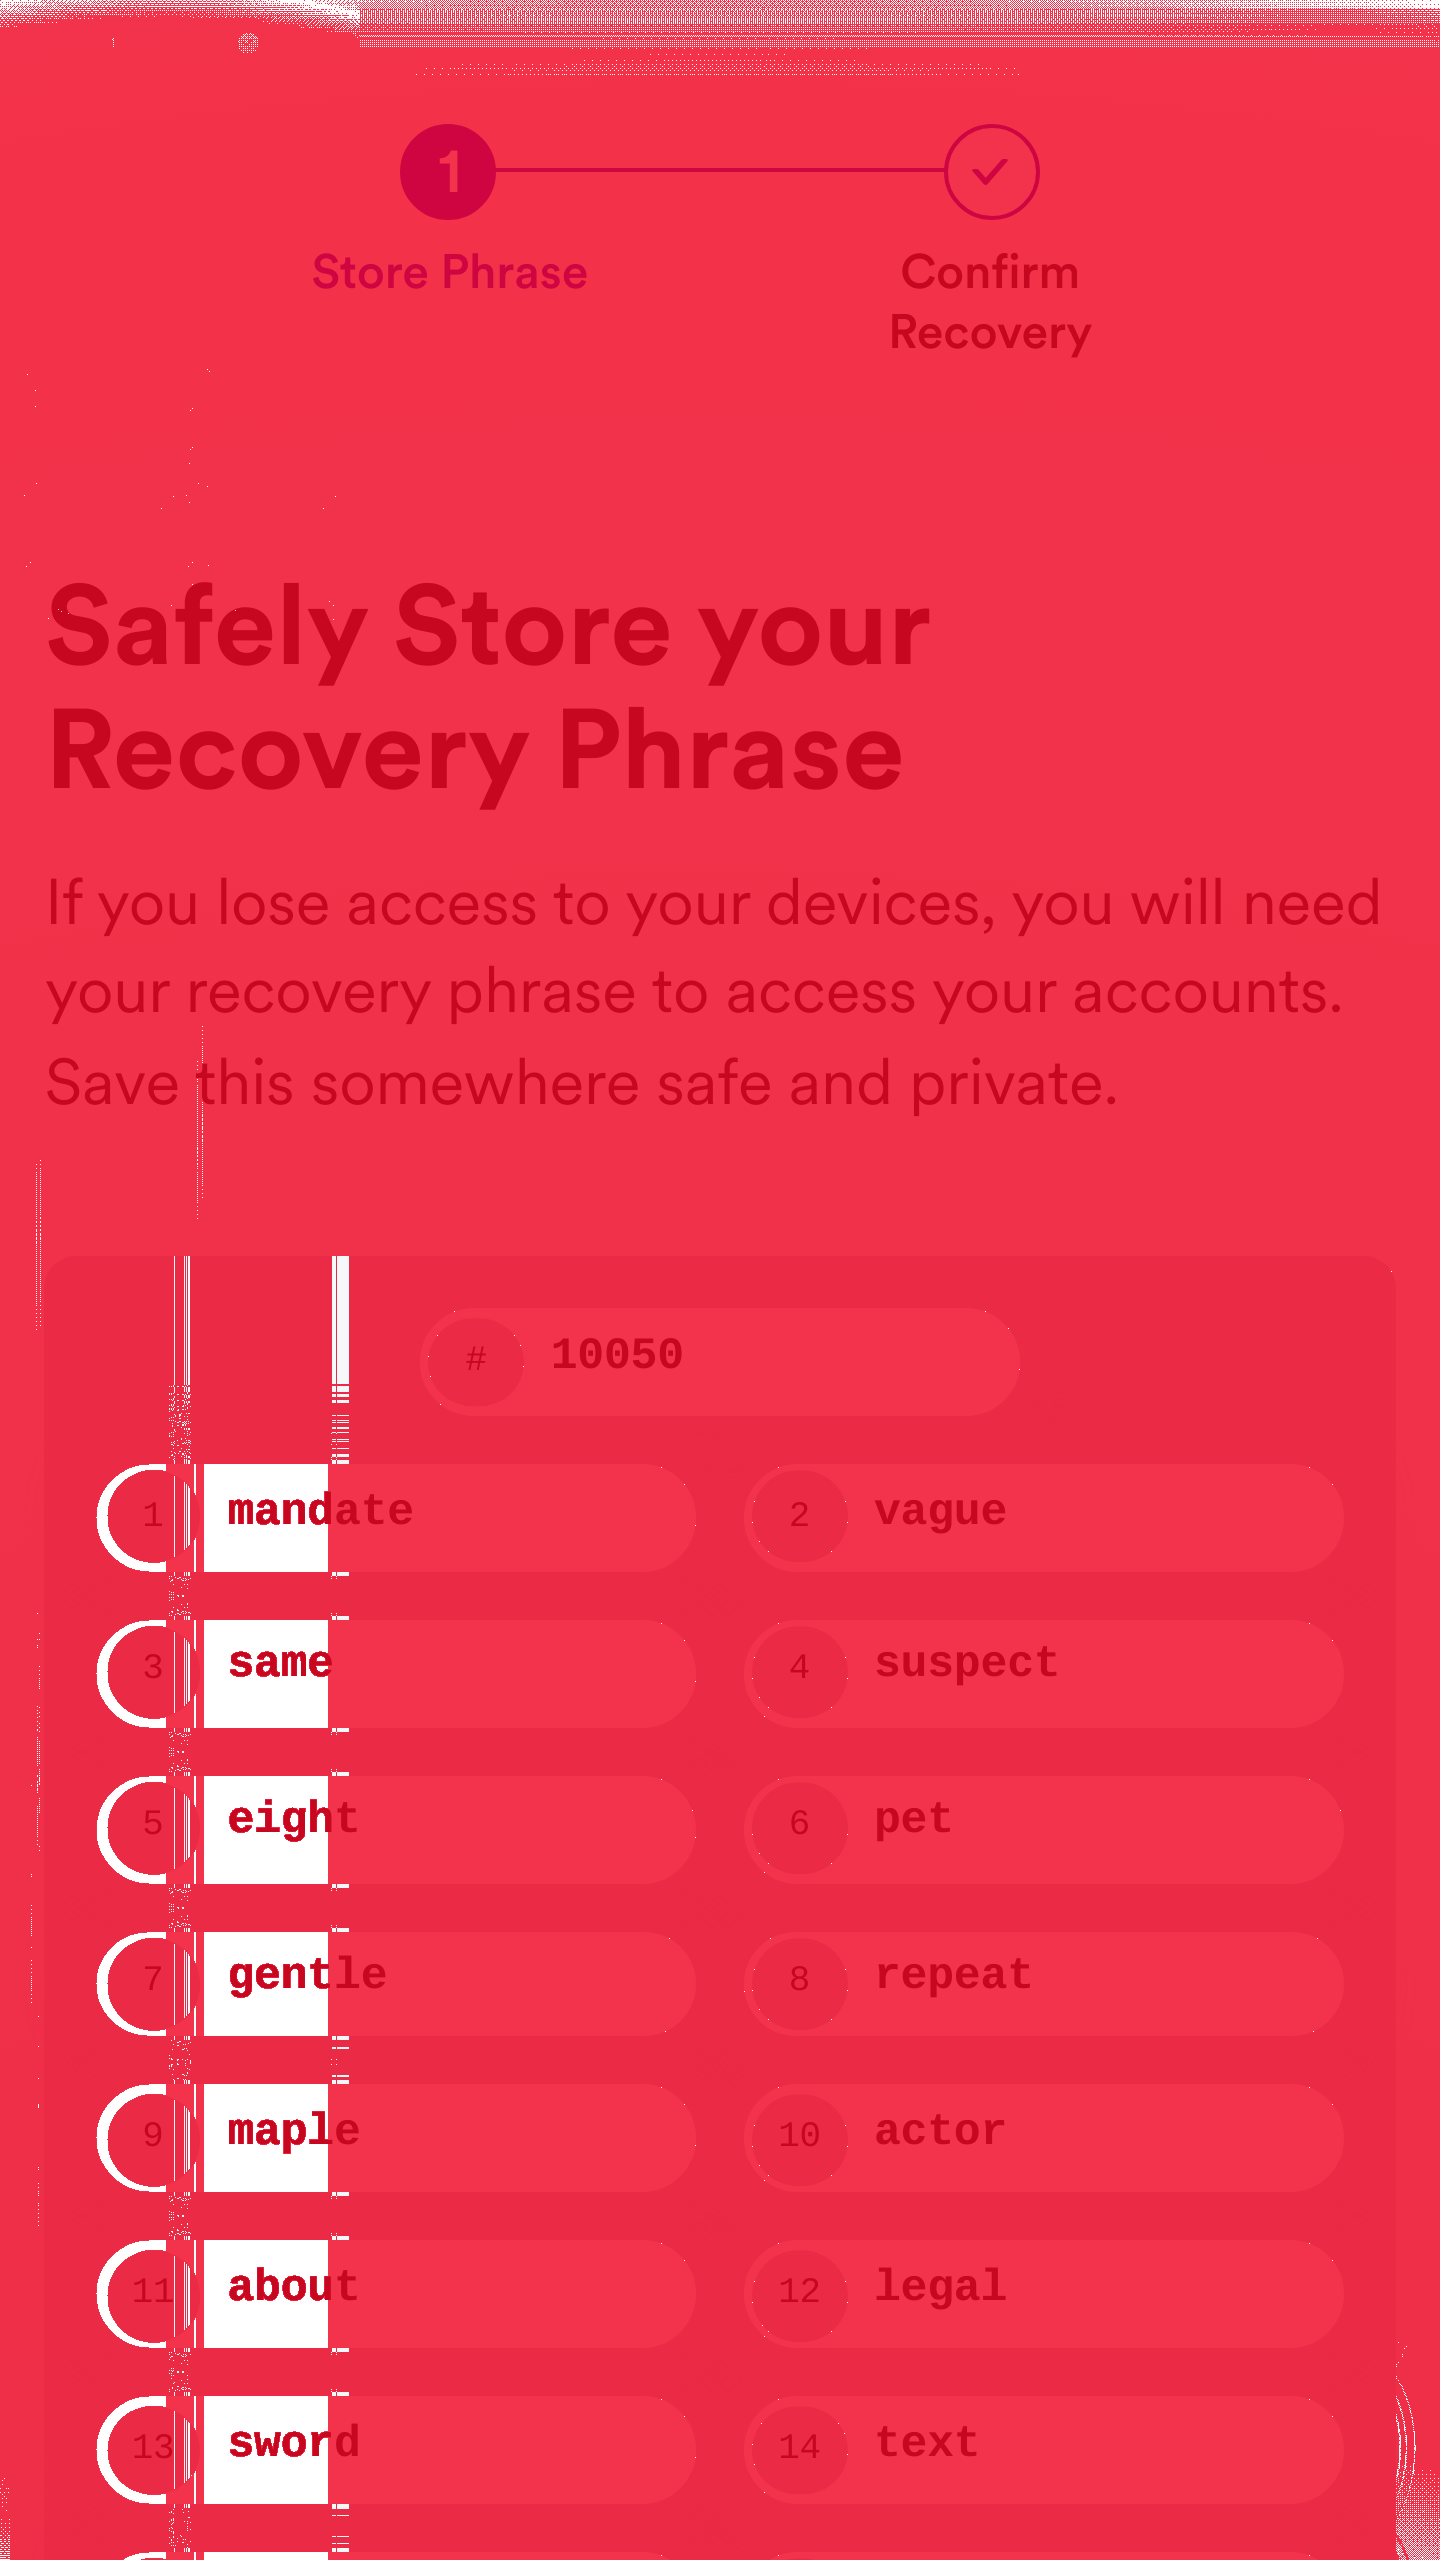 1
Store Phrase
Confirm
Recovery
Safely Store your
Recovery Phrase
If you lose access to your devices, you will need
your recovery phrase to access your accounts.
Save this somewhere safe and private.
# 10050
1 mandate 2 vague
3 same 4 suspect
5 eight 6 pet
7 gentle 8 repeat
9 maple 10 actor
11 about 12 legal
13 sword 14 text